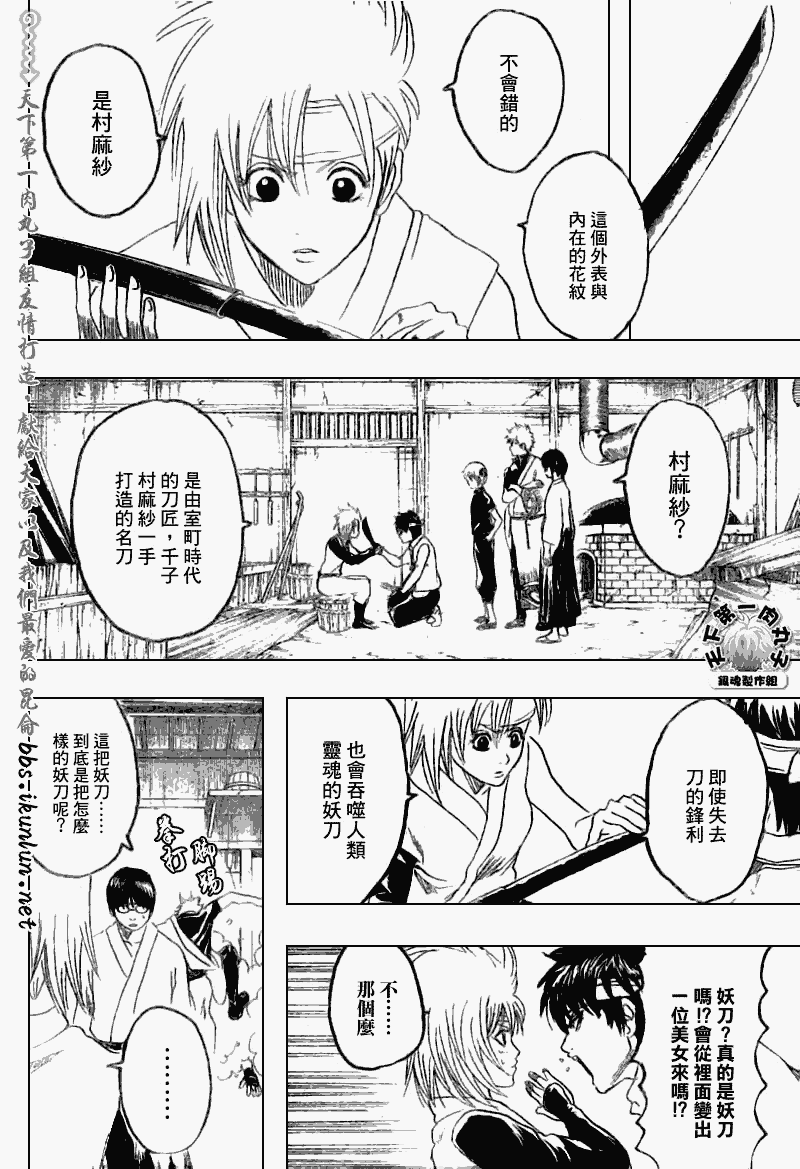 不會錯的
這個外表與
內在的花紋
是村麻紗
村麻紗？
是由室町時代
的刀匠，千子
村麻紗一手
打造的名刀
即使失去
刀的鋒利
也會吞噬人類
靈魂的妖刀
妖刀？真的是妖刀
嗎!?會從裡面變出
一位美女來嗎!?
不……
那個麼
這把妖刀……
到底是把怎麼
樣的妖刀呢？
腳踢
拳打
………
天下第一肉丸子
銀魂製作組
天下第一肉丸子組友情打造，獻給大家以及我們最愛的昆侖 bbs.ikunlun.net